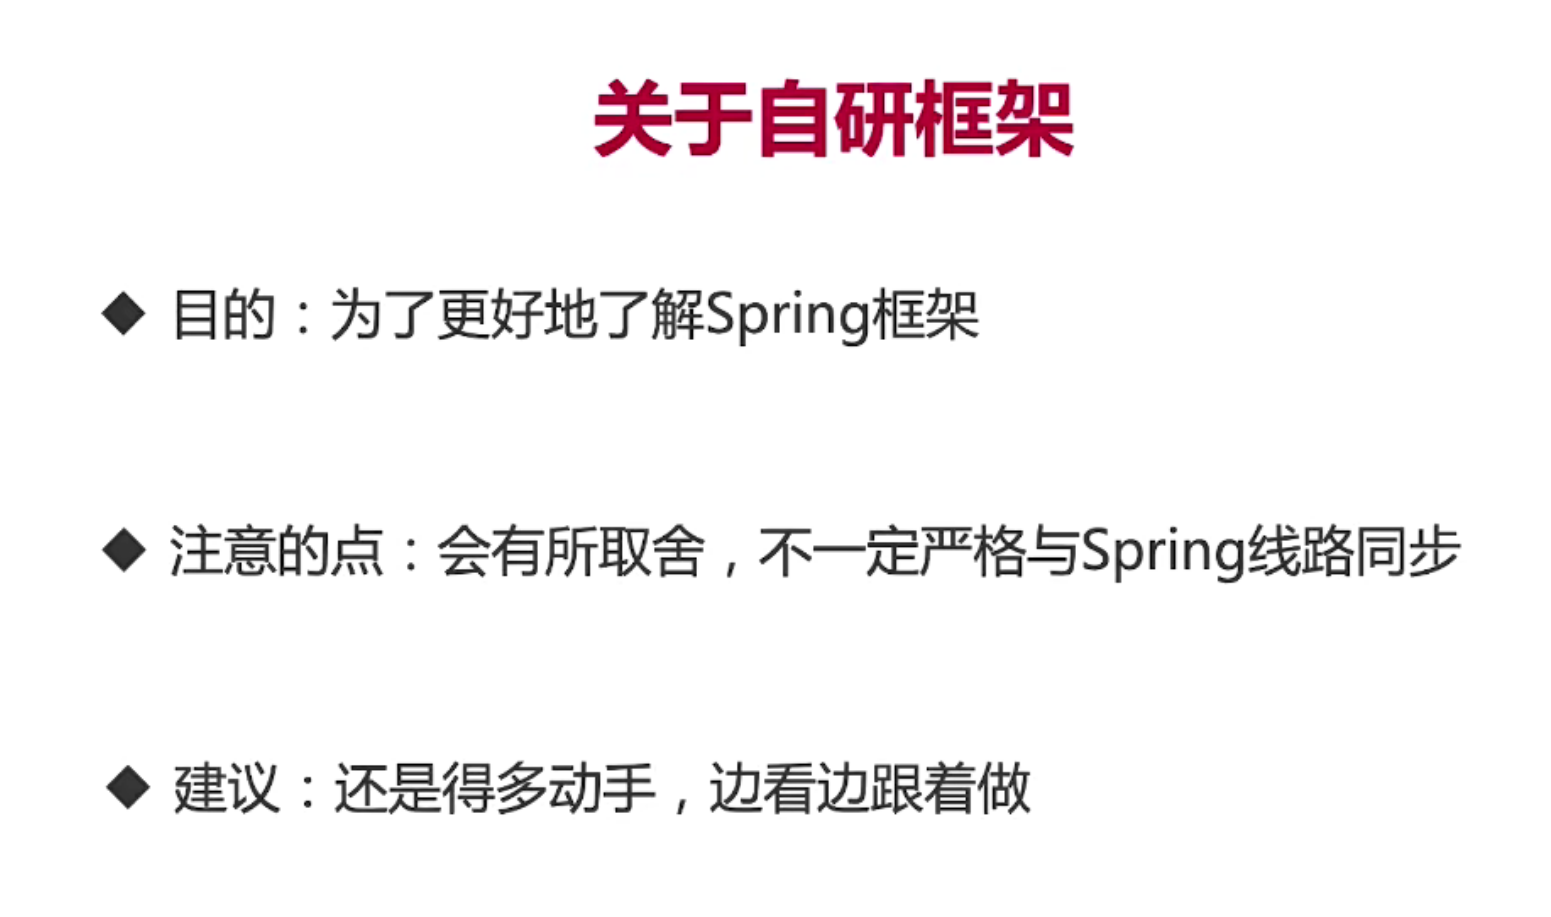 关于自研框架
◆ 目的：为了更好地了解Spring框架
◆ 注意的点：会有所取舍，不一定严格与Spring线路同步
◆ 建议：还是得多动手，边看边跟着做